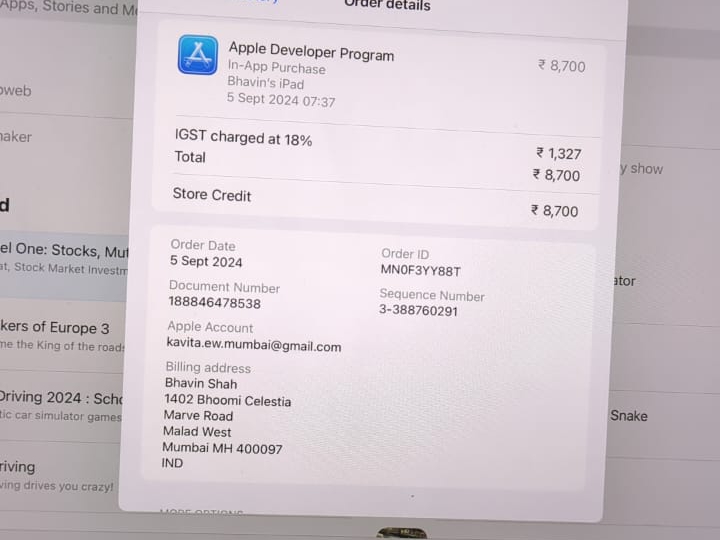 Apps, Stories and M
Order details
Apple Developer Program
₹ 8,700
In-App Purchase
Bhavin's iPad
5 Sept 2024 07:37
IGST charged at 18%
₹ 1,327
Total
₹ 8,700
Store Credit
₹ 8,700
Order Date
5 Sept 2024
Order ID
MN0F3YY88T
Document Number
188846478538
Sequence Number
3-388760291
Apple Account
kavita.ew.mumbai@gmail.com
Billing address
Bhavin Shah
1402 Bhoomi Celestia
Marve Road
Malad West
Mumbai MH 400097
IND
oweb
naker
d
el One: Stocks, Mut
at, Stock Market Investm
kers of Europe 3
me the King of the road
Driving 2024 : Scho
tic car simulator games
riving
ving drives you crazy!
y show
ator
Snake